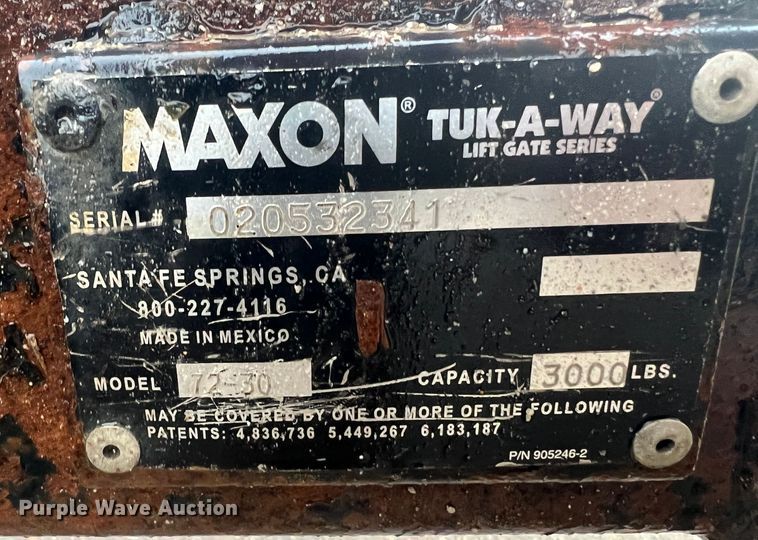 MAXON® TUK-A-WAY®
LIFT GATE SERIES
SERIAL # 020532341
SANTA FE SPRINGS, CA
800-227-4116
MADE IN MEXICO
MODEL 72-30 CAPACITY 3000 LBS.
MAY BE COVERED BY ONE OR MORE OF THE FOLLOWING
PATENTS: 4,836,736 5,449,267 6,183,187
P/N 905246-2
Purple Wave Auction